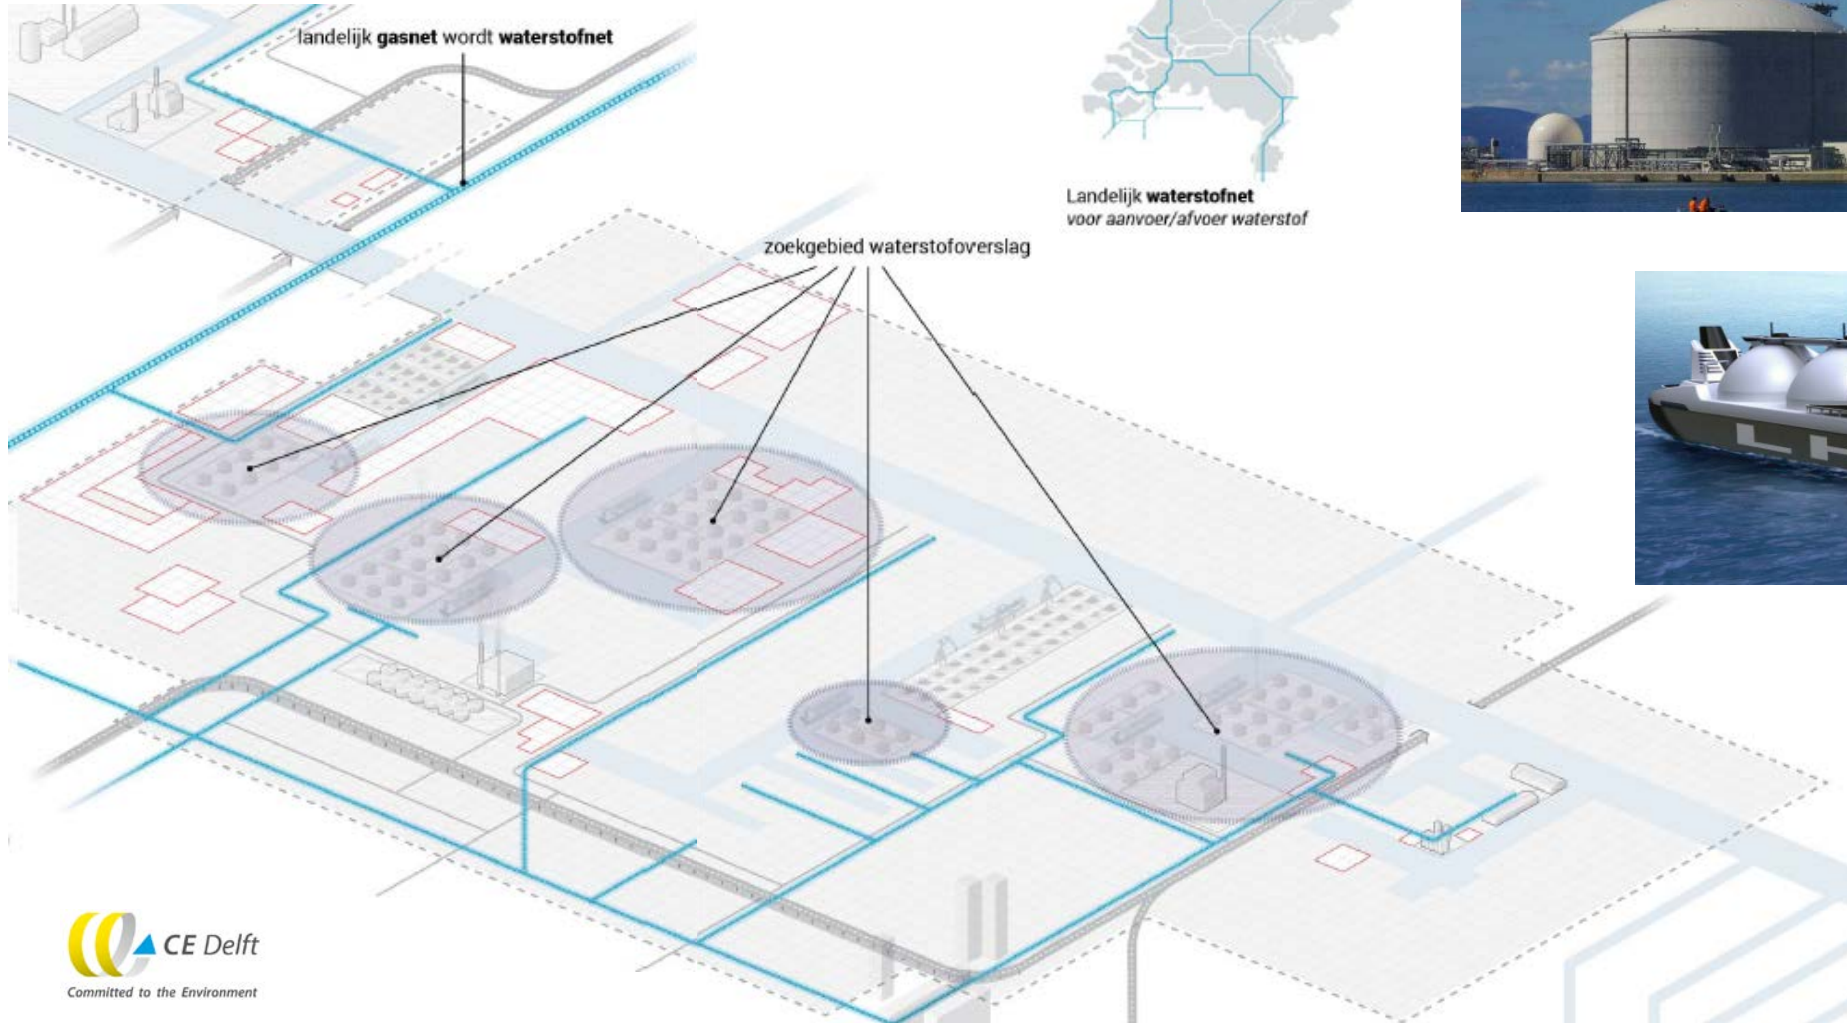 landelijk gasnet wordt waterstofnet
Landelijk waterstofnet
voor aanvoer/afvoer waterstof
zoekgebied waterstofoverslag
CE Delft
Committed to the Environment